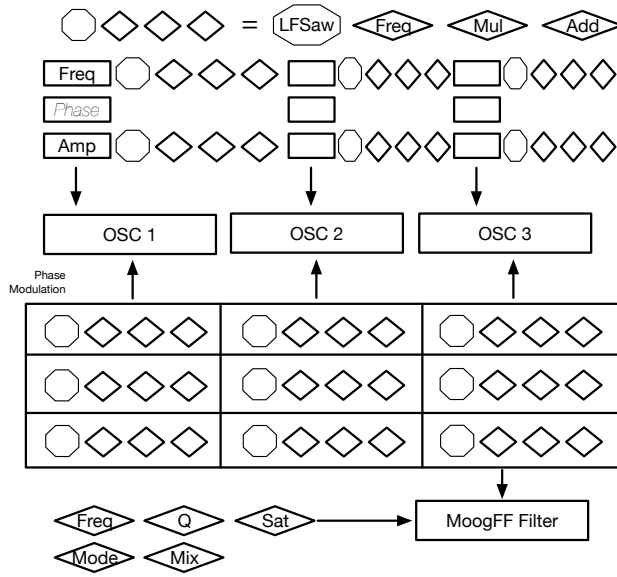 = LFSaw Freq Mul Add
Freq
Phase
Amp
OSC 1 OSC 2 OSC 3
Phase
Modulation
Freq Q Sat MoogFF Filter
Mode Mix